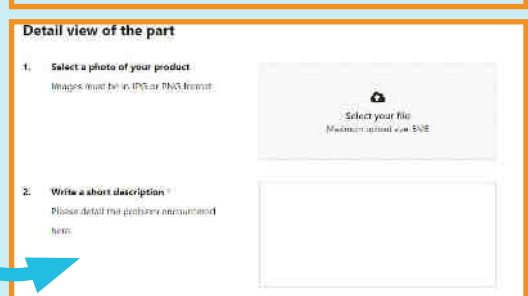 Detail view of the part
1. Select a photo of your product
Images must be in JPG or PNG format
Select your file
Maximum upload size: 5MB
2. Write a short description *
Please detail the problem encountered
here.